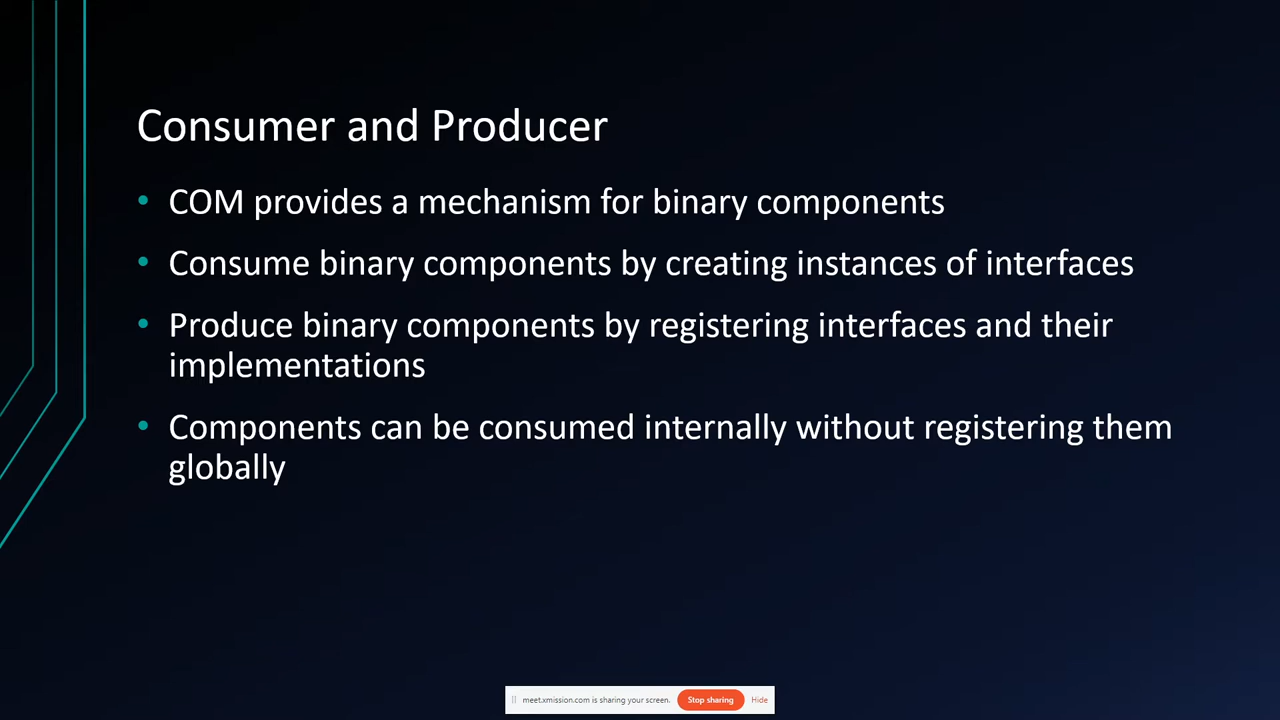 Consumer and Producer
• COM provides a mechanism for binary components
• Consume binary components by creating instances of interfaces
• Produce binary components by registering interfaces and their
implementations
• Components can be consumed internally without registering them
globally
meet.xmission.com is sharing your screen. Stop sharing Hide